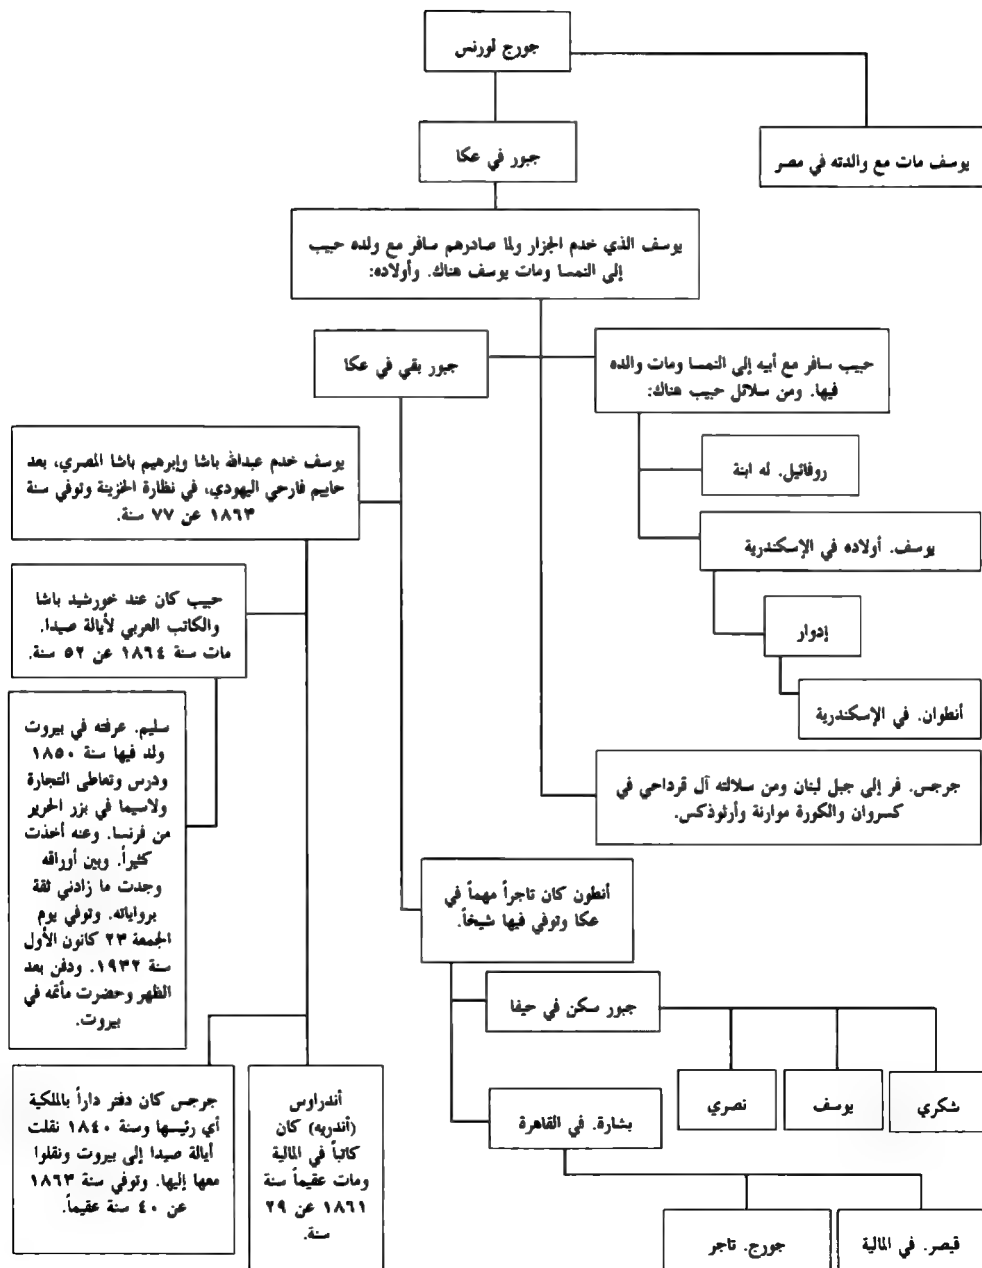 جورج لورنس
يوسف مات مع والدته في مصر
جبور في عكا
يوسف الذي خدم الجزار ولما صادرهم سافر مع ولده حبيب
إلى النمسا ومات يوسف هناك. وأولاده:
حبيب سافر مع أبيه إلى النمسا ومات والده
فيها. ومن سلائل حبيب هناك:
جبور بقي في عكا
روفائيل. له ابنة
يوسف. أولاده في الإسكندرية
إدوار
أنطوان. في الإسكندرية
جرجس. فر إلى جبل لبنان ومن سلالته آل قرداحي في
كسروان والكورة موارنة وأرثوذكس.
يوسف خدم عبدالله باشا وإبرهيم باشا المصري، بعد
حاييم فارحي اليهودي، في نظارة الخزينة وتوفي سنة
١٨٦٣ عن ٧٧ سنة.
حبيب كان عند خورشيد باشا
والكاتب العربي لأيالة صيدا.
مات سنة ١٨٦٤ عن ٥٢ سنة.
سليم. عرفته في بيروت
ولد فيها سنة ١٨٥٠
ودرس وتعاطى التجارة
ولاسيما في بزر الحرير
من فرنسا. وعنه أخذت
كثيراً. وبين أوراقه
وجدت ما زادني ثقة
برواياته. وتوفي يوم
الجمعة ٢٣ كانون الأول
سنة ١٩٣٢. ودفن بعد
الظهر وحضرت مأتمه في
بيروت.
أنطون كان تاجراً مهماً في
عكا وتوفي فيها شيخاً.
جبور سكن في حيفا
شكري
يوسف
نصري
بشارة. في القاهرة
قيصر. في المالية
جورج. تاجر
أندراوس
(أندريه) كان
كاتباً في المالية
ومات عقيماً سنة
١٨٦١ عن ٢٩
سنة.
جرجس كان دفتر داراً بالملكية
أي رئيسها وسنة ١٨٤٠ نقلت
أيالة صيدا إلى بيروت ونقلوا
معها إليها. وتوفي سنة ١٨٦٣
عن ٤٠ سنة عقيماً.